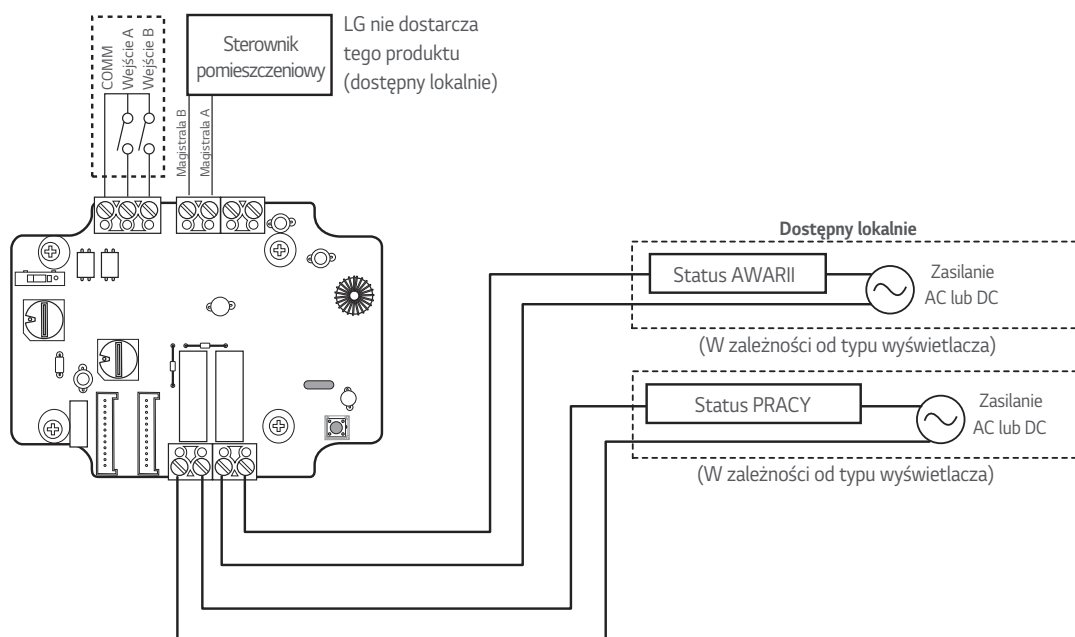 COMM
Wejście A
Wejście B
Sterownik
pomieszczeniowy
LG nie dostarcza
tego produktu
(dostępny lokalnie)
Magistrala B
Magistrala A
Dostępny lokalnie
Status AWARII
Zasilanie
AC lub DC
(W zależności od typu wyświetlacza)
Status PRACY
Zasilanie
AC lub DC
(W zależności od typu wyświetlacza)